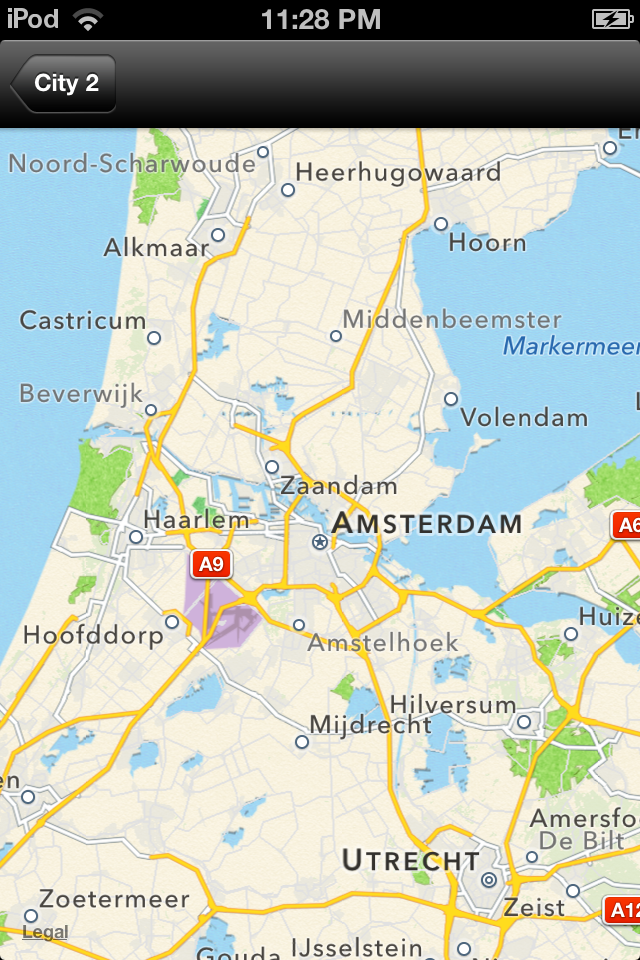 iPod
11:28 PM
City 2
Noord-Scharwoude
Heerhugowaard
Alkmaar
Hoorn
Castricum
Middenbeemster
Markermeer
Beverwijk
Volendam
Zaandam
Haarlem
AMSTERDAM
A6
A9
Hoofddorp
Amstelhoek
Huize
Hilversum
Mijdrecht
en
Amersfo
De Bilt
UTRECHT
Zoetermeer
Zeist
A12
Legal
Gouda
IJsselstein